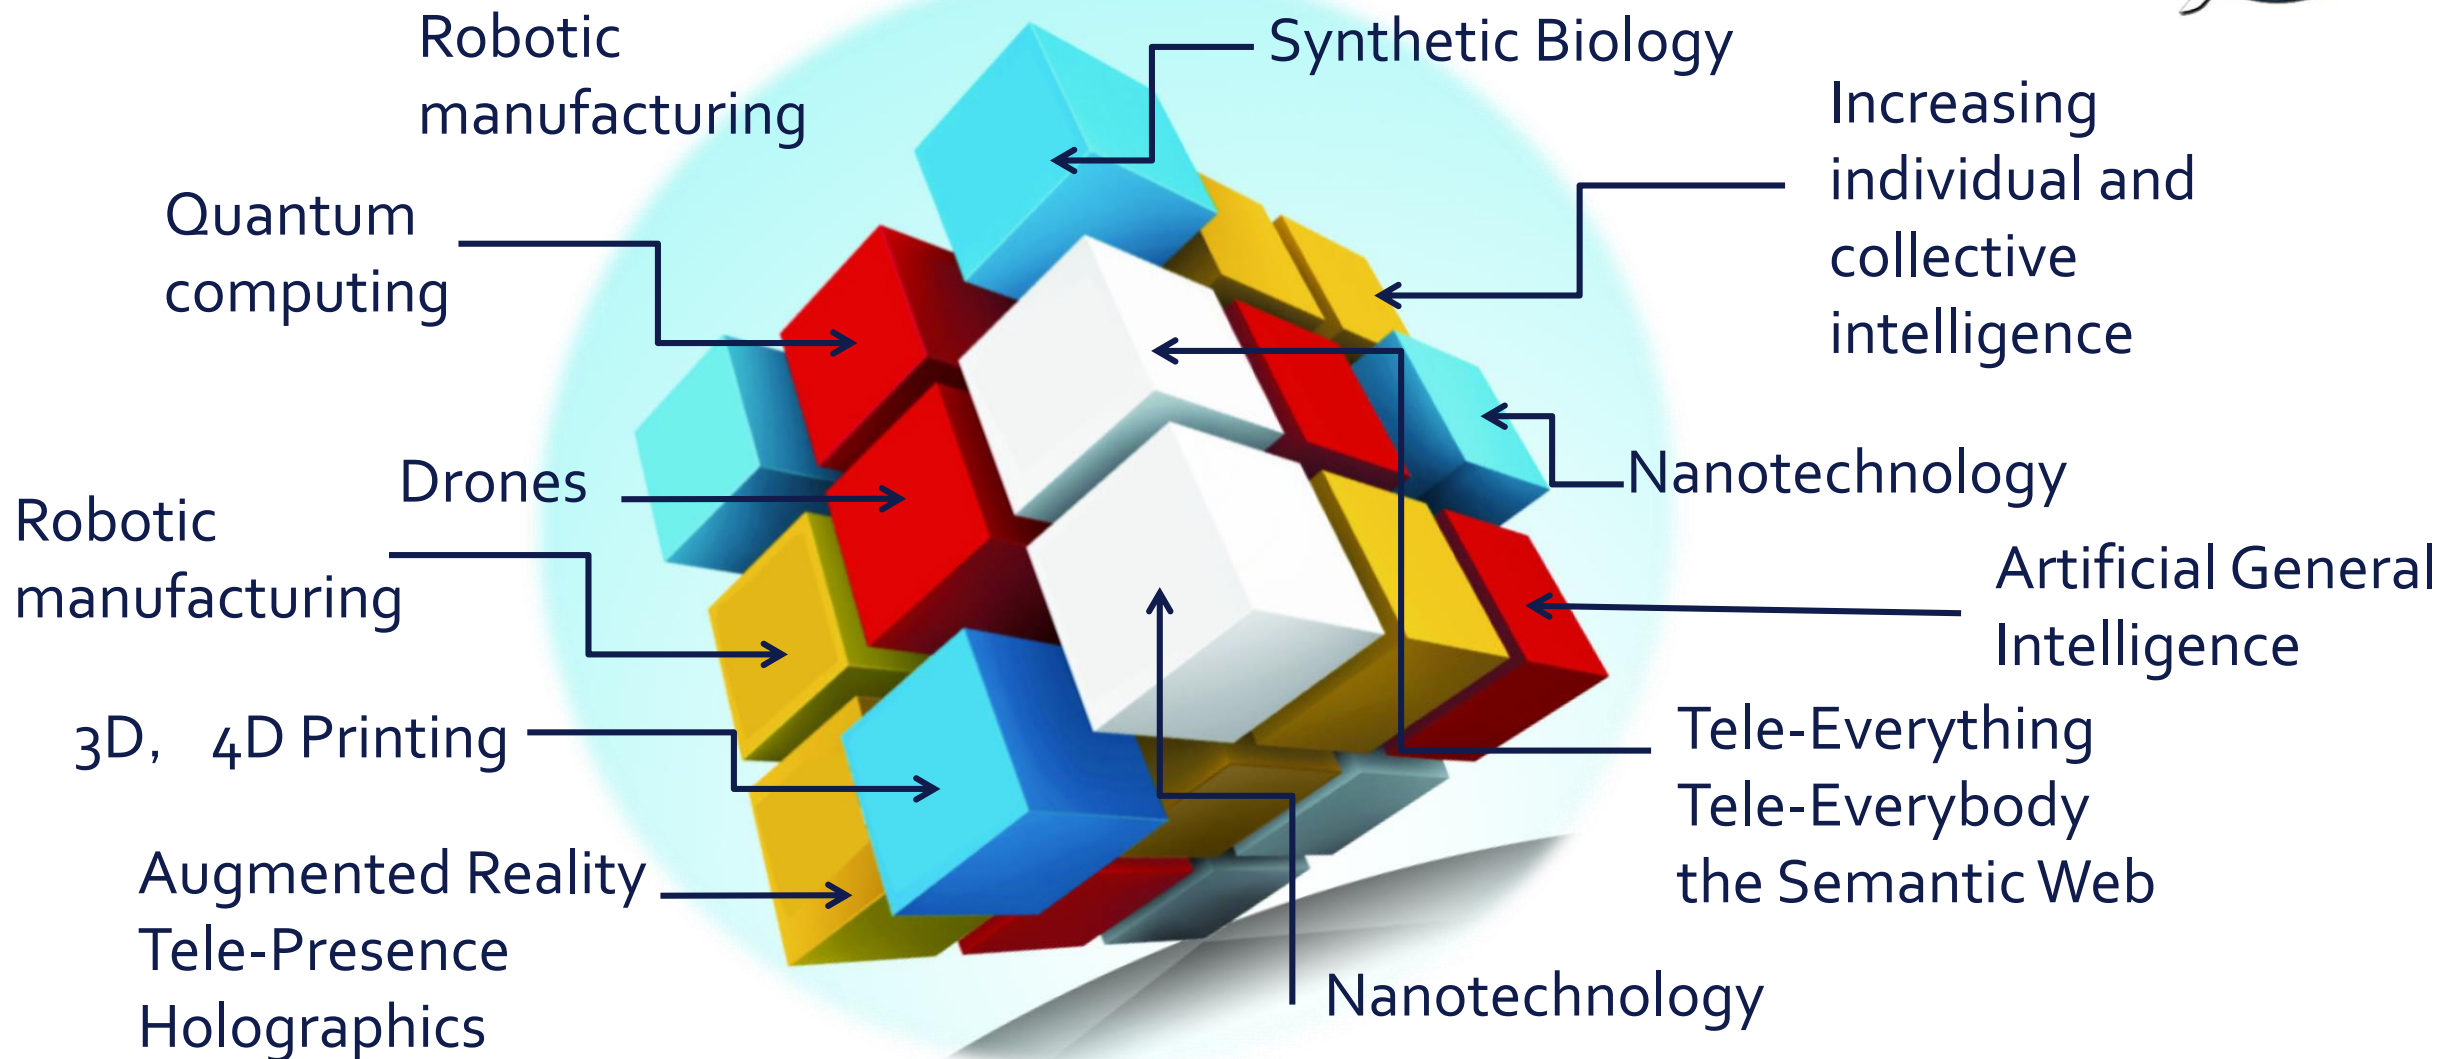 Robotic
manufacturing
Synthetic Biology
Increasing
individual and
collective
intelligence
Quantum
computing
Drones
Nanotechnology
Robotic
manufacturing
Artificial General
Intelligence
3D, 4D Printing
Tele-Everything
Tele-Everybody
the Semantic Web
Augmented Reality
Tele-Presence
Holographics
Nanotechnology